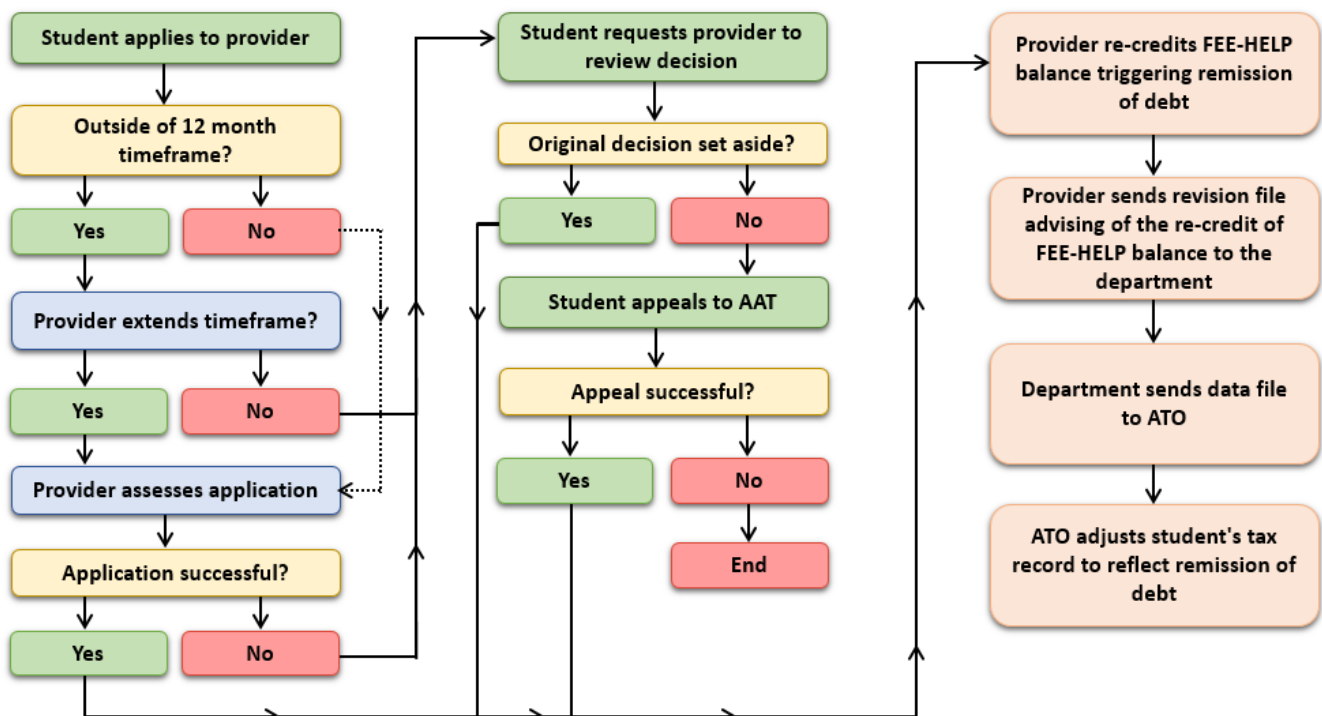 Student applies to provider
Outside of 12 month
timeframe?
Yes
No
Provider extends timeframe?
Yes
No
Provider assesses application
Application successful?
Yes
No
Student requests provider to
review decision
Original decision set aside?
Yes
No
Student appeals to AAT
Appeal successful?
Yes
No
End
Provider re-credits FEE-HELP
balance triggering remission
of debt
Provider sends revision file
advising of the re-credit of
FEE-HELP balance to the
department
Department sends data file
to ATO
ATO adjusts student's tax
record to reflect remission of
debt